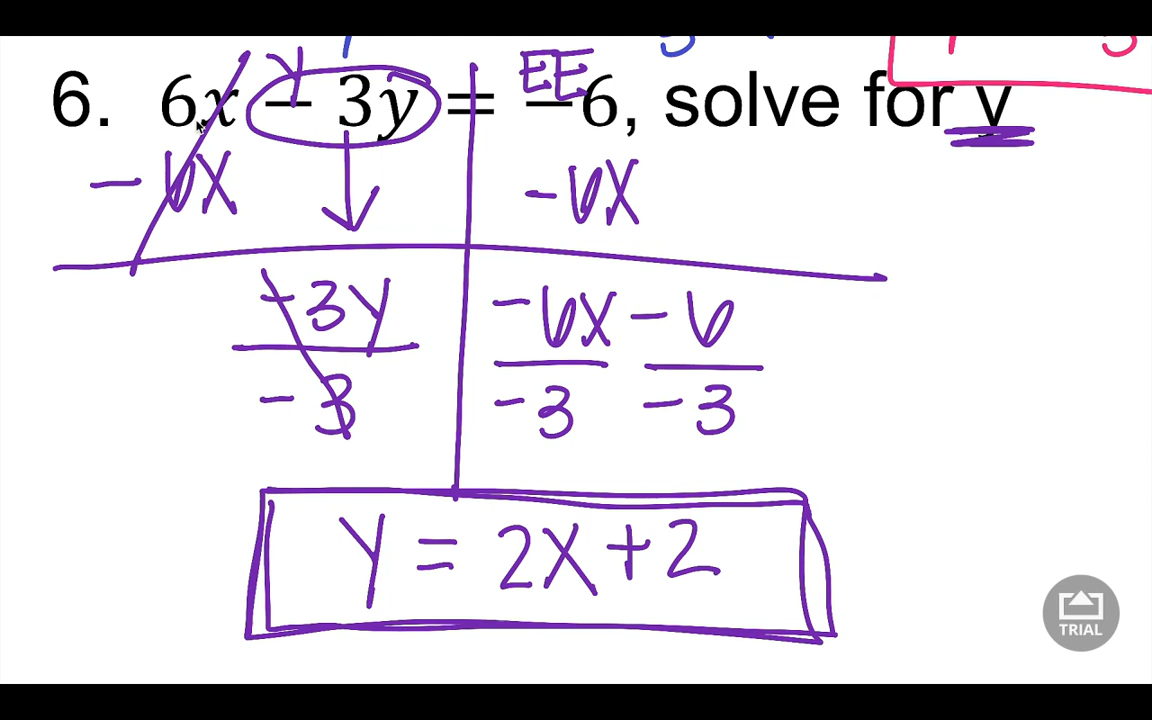 Y EE
6. 6x − 3y = −6, solve for y
− 6X − 6X
− 3Y − 6X − 6
− 3 − 3 − 3
Y = 2X + 2
TRIAL